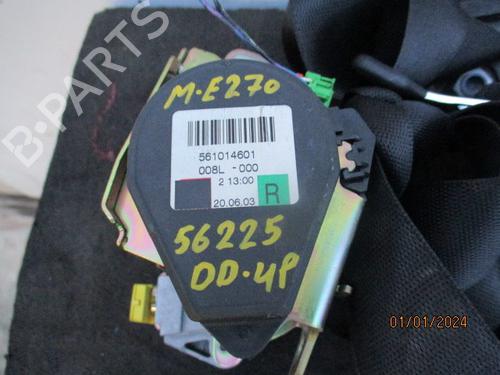 B-PARTS
M-E270
561014601
008L -000
2 13:00
R
20.06.03
56225
DD-4P
01/01/2024